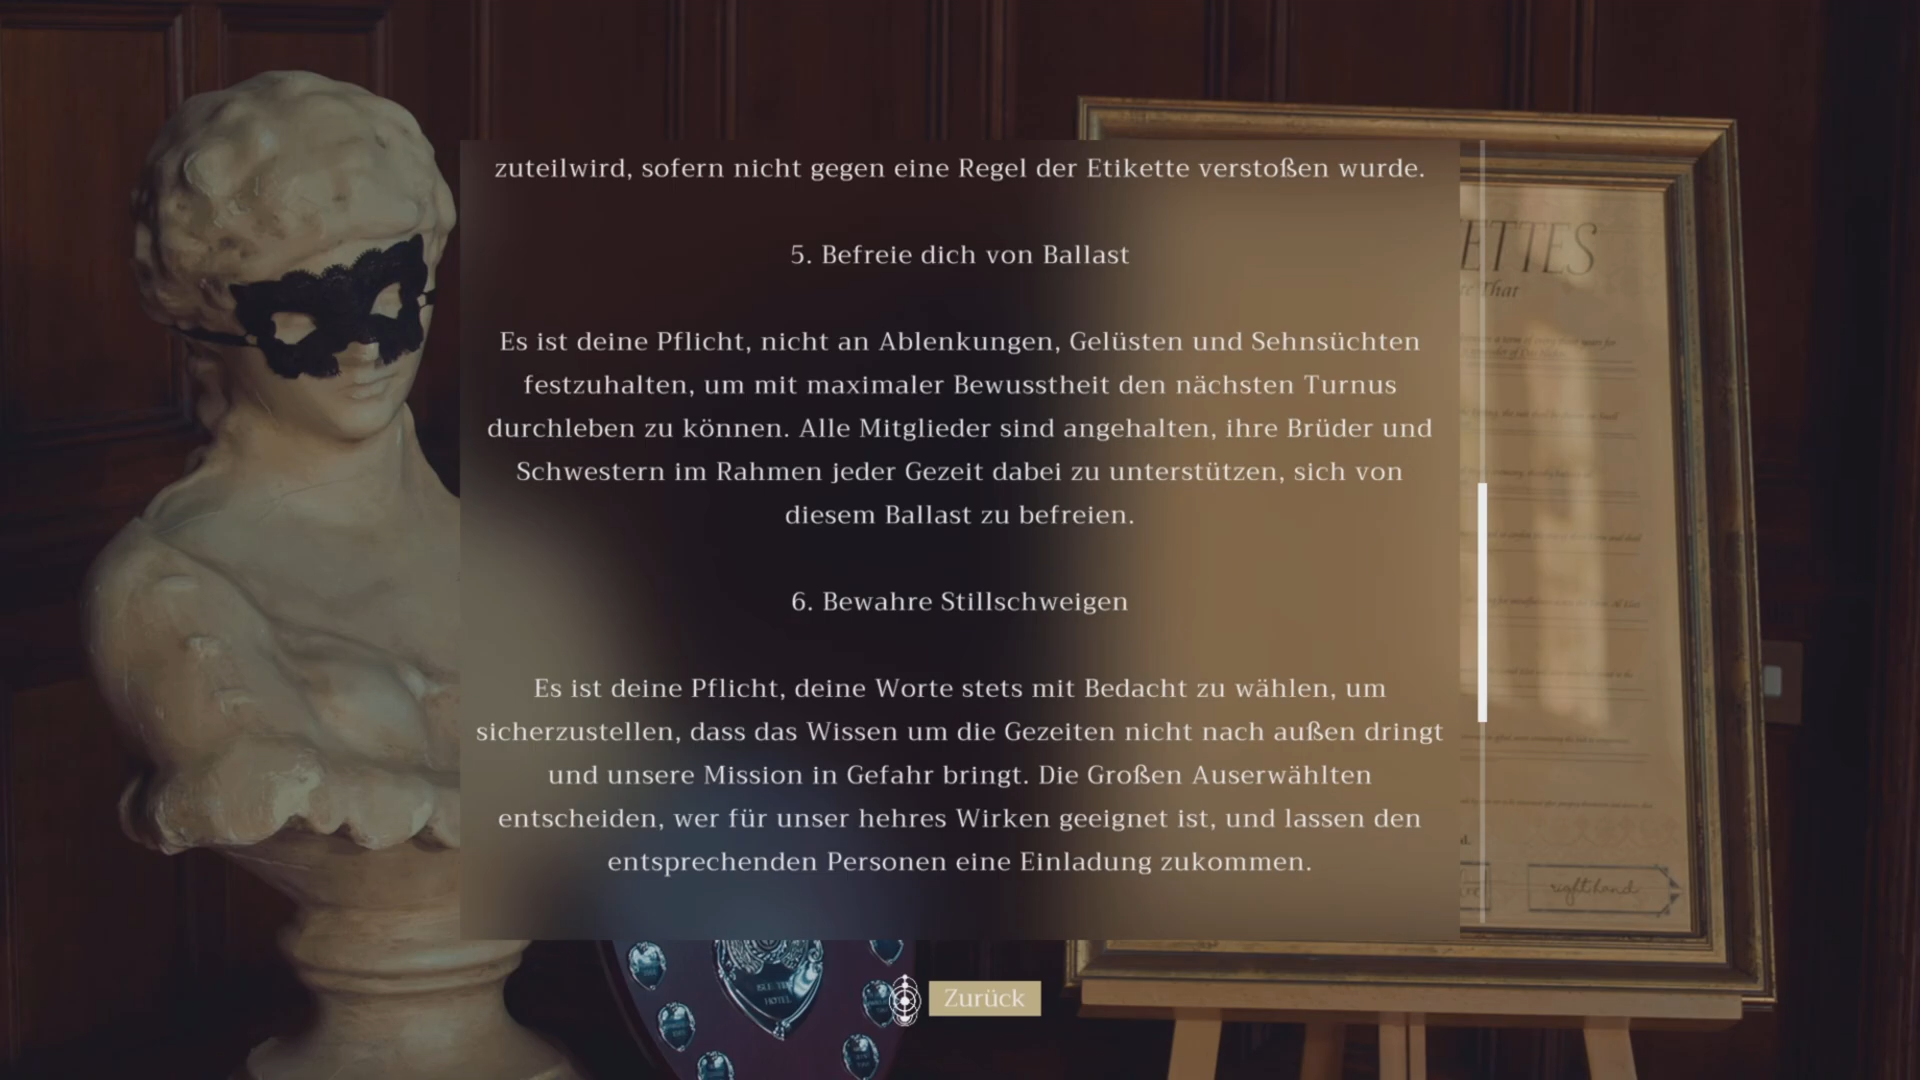 zuteilwird, sofern nicht gegen eine Regel der Etikette verstoßen wurde.
5. Befreie dich von Ballast
Es ist deine Pflicht, nicht an Ablenkungen, Gelüsten und Sehnsüchten
festzuhalten, um mit maximaler Bewusstheit den nächsten Turnus
durchleben zu können. Alle Mitglieder sind angehalten, ihre Brüder und
Schwestern im Rahmen jeder Gezeit dabei zu unterstützen, sich von
diesem Ballast zu befreien.
6. Bewahre Stillschweigen
Es ist deine Pflicht, deine Worte stets mit Bedacht zu wählen, um
sicherzustellen, dass das Wissen um die Gezeiten nicht nach außen dringt
und unsere Mission in Gefahr bringt. Die Großen Auserwählten
entscheiden, wer für unser hehres Wirken geeignet ist, und lassen den
entsprechenden Personen eine Einladung zukommen.
ETTES
That
right hand
HOTEL
Zurück